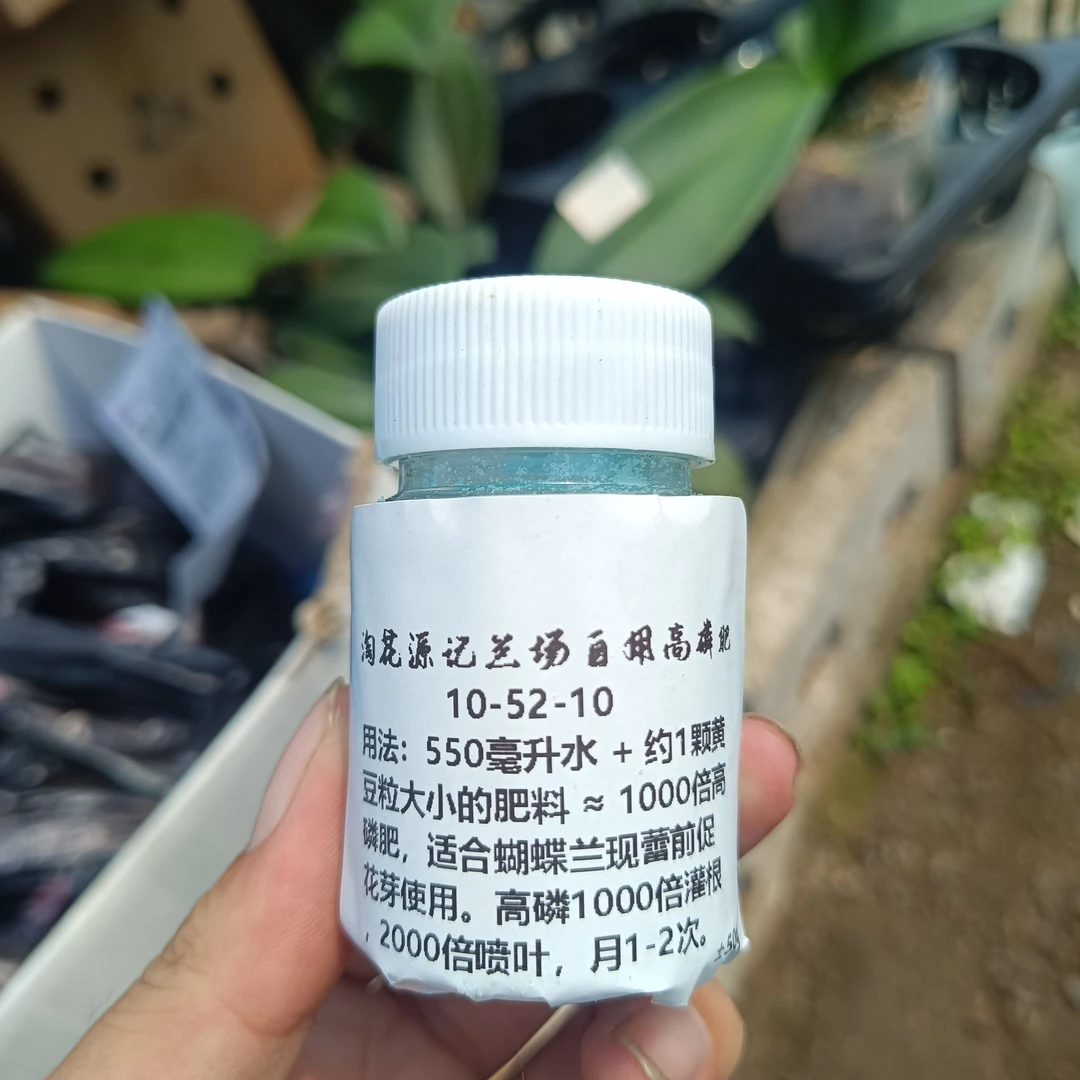 淘花源记兰场自用高磷肥
10-52-10
用法：550毫升水 + 约1颗黄
豆粒大小的肥料 ≈ 1000倍高
磷肥，适合蝴蝶兰现蕾前促
花芽使用。高磷1000倍灌根
，2000倍喷叶，月1-2次。